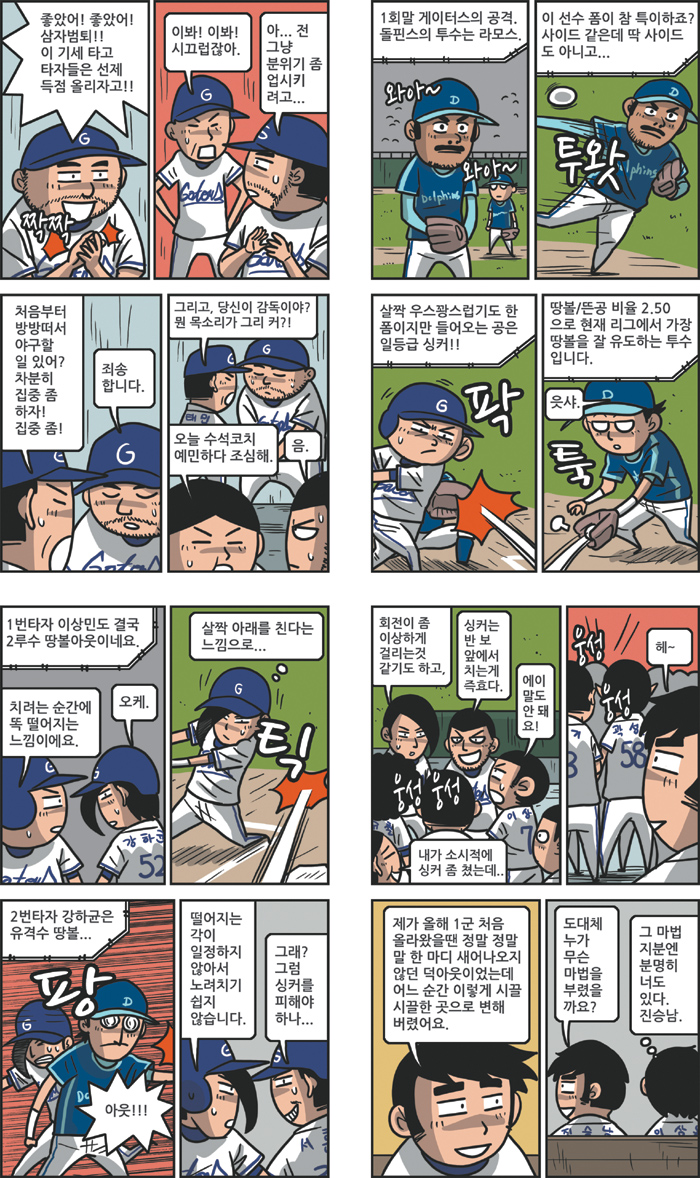 좋았어! 좋았어!
삼자범퇴!!
이 기세 타고
타자들은 선제
득점 올리자고!!
G
짝짝
이봐! 이봐!
시끄럽잖아.
아... 전
그냥
분위기 좀
업시키
려고...
G
Gators
처음부터
방방떠서
야구할
일 있어?
차분히
집중 좀
하자!
집중 좀!
죄송
합니다.
G
Gators
그리고, 당신이 감독이야?
뭔 목소리가 그리 커?!
G
G
오늘 수석코치
예민하다 조심해.
음.
1회말 게이터스의 공격.
돌핀스의 투수는 라모스.
와아~
와아~
D
Dolphins
이 선수 폼이 참 특이하죠?
사이드 같은데 딱 사이드
도 아니고...
D
투왓
Dolphins
살짝 우스꽝스럽기도 한
폼이지만 들어오는 공은
일등급 싱커!!
G
팍
땅볼/뜬공 비율 2.50
으로 현재 리그에서 가장
땅볼을 잘 유도하는 투수
입니다.
읏샤.
툭
1번타자 이상민도 결국
2루수 땅볼아웃이네요.
치려는 순간에
뚝 떨어지는
느낌이에요.
오케.
강하균
52
살짝 아래를 친다는
느낌으로...
G
틱
2번타자 강하균은
유격수 땅볼...
팡
G
D
아웃!!!
떨어지는
각이
일정하지
않아서
노려치기
쉽지
않습니다.
그래?
그럼
싱커를
피해야
하나...
회전이 좀
이상하게
걸리는것
같기도 하고,
싱커는
반 보
앞에서
치는게
즉효다.
에이
말도
안 돼
요!
웅성
웅성
이상
7
내가 소시적에
싱커 좀 쳤는데..
웅성
웅성
헤~
58
제가 올해 1군 처음
올라왔을땐 정말 정말
말 한 마디 새어나오지
않던 덕아웃이었는데
어느 순간 이렇게 시끌
시끌한 곳으로 변해
버렸어요.
도대체
누가
무슨
마법을
부렸을
까요?
그 마법
지분엔
분명히
너도
있다.
진승남.
진승남